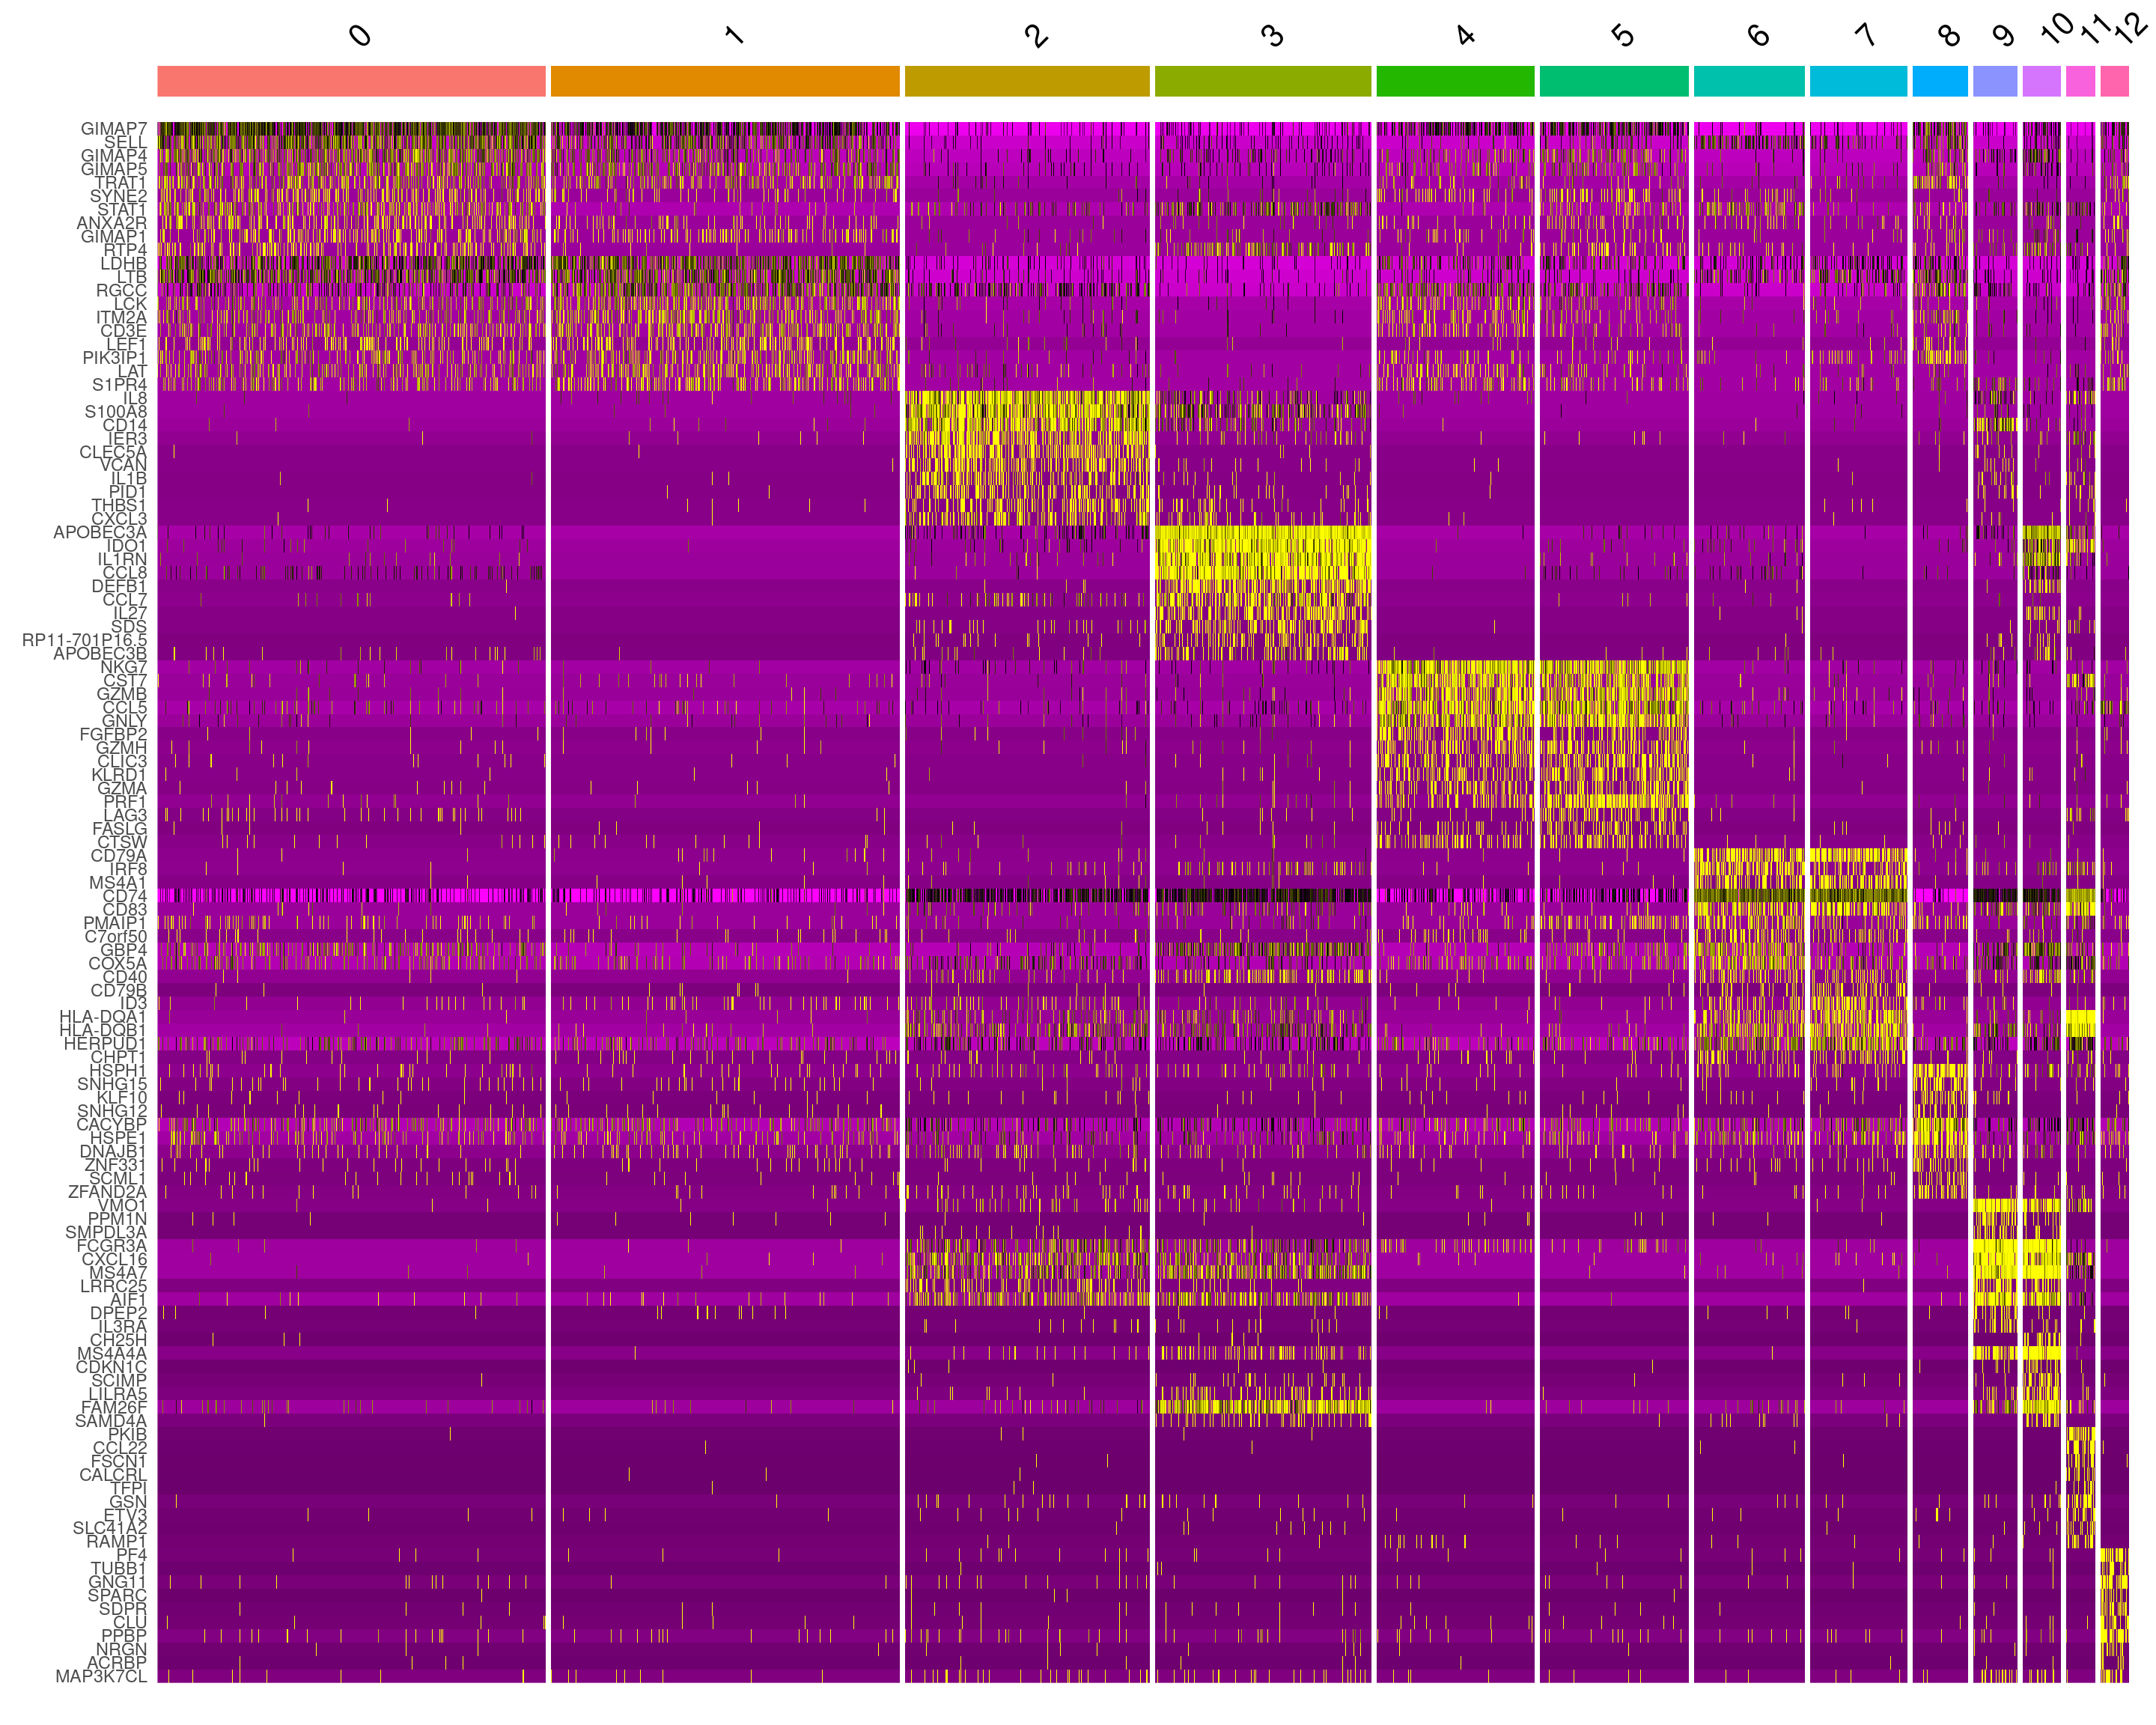 0 1 2 3 4 5 6 7 8 9 10 11 12
GIMAP7
SELL
GIMAP4
GIMAP5
TRAT1
SYNE2
STAT1
ANXA2R
GIMAP1
RTP4
LDHB
LTB
RGCC
LCK
ITM2A
CD3E
LEF1
PIK3IP1
LAT
S1PR4
IL8
S100A8
CD14
IER3
CLEC5A
VCAN
IL1B
PID1
THBS1
CXCL3
APOBEC3A
IDO1
IL1RN
CCL8
DEFB1
CCL7
IL27
SDS
RP11-701P16.5
APOBEC3B
NKG7
CST7
GZMB
CCL5
GNLY
FGFBP2
GZMH
CLIC3
KLRD1
GZMA
PRF1
LAG3
FASLG
CTSW
CD79A
IRF8
MS4A1
CD74
CD83
PMAIP1
C7orf50
GBP4
COX5A
CD40
CD79B
ID3
HLA-DQA1
HLA-DQB1
HERPUD1
CHPT1
HSPH1
SNHG15
KLF10
SNHG12
CACYBP
HSPE1
DNAJB1
ZNF331
SCML1
ZFAND2A
VMO1
PPM1N
SMPDL3A
FCGR3A
CXCL16
MS4A7
LRRC25
AIF1
DPEP2
IL3RA
CH25H
MS4A4A
CDKN1C
SCIMP
LILRA5
FAM26F
SAMD4A
PKIB
CCL22
FSCN1
CALCRL
TFPI
GSN
ETV3
SLC41A2
RAMP1
PF4
TUBB1
GNG11
SPARC
SDPR
CLU
PPBP
NRGN
ACRBP
MAP3K7CL